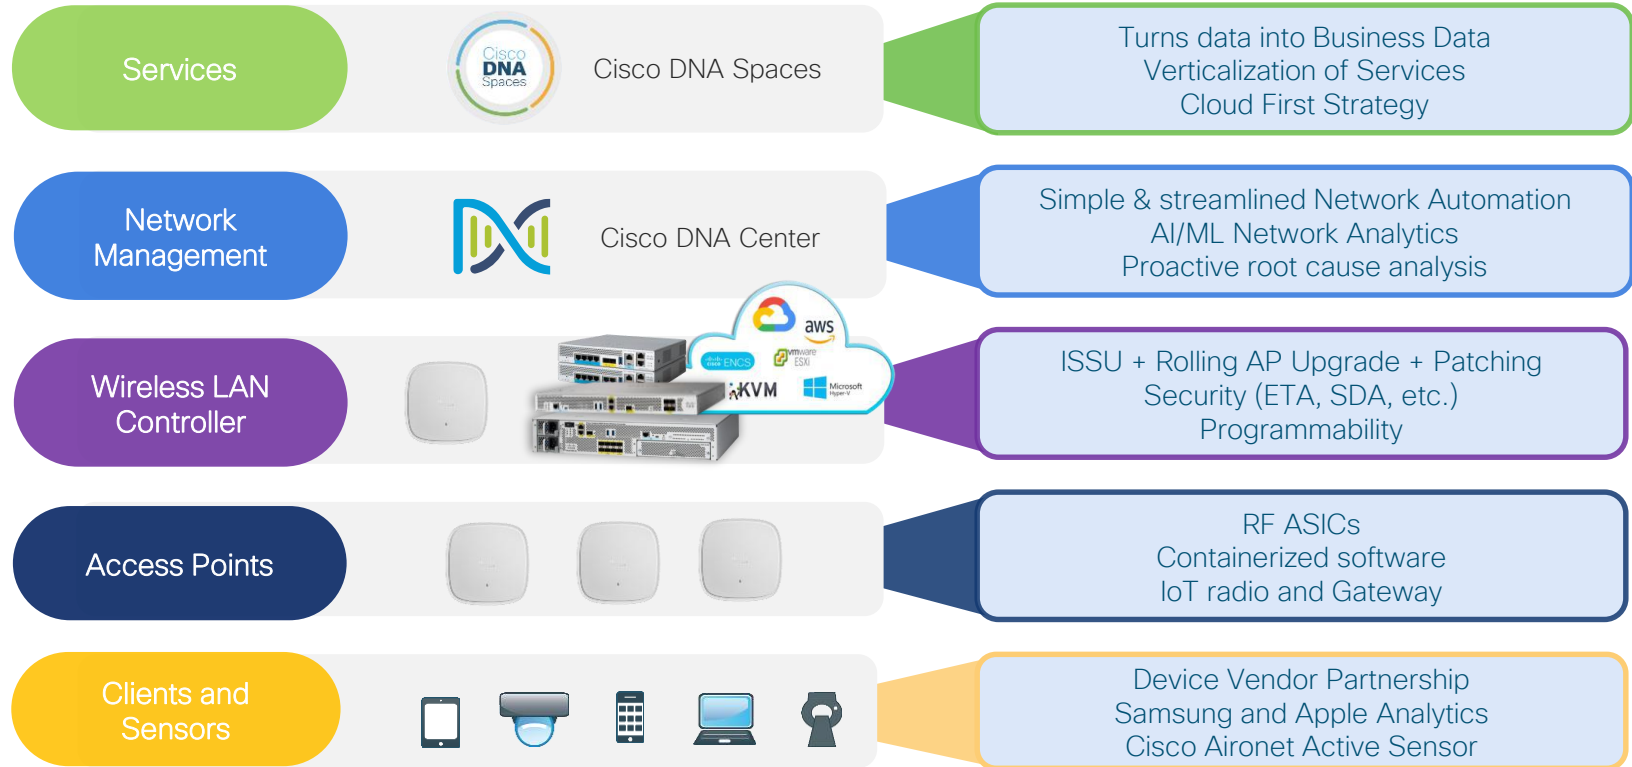 Services
Cisco
DNA
Spaces
Cisco DNA Spaces
Turns data into Business Data
Verticalization of Services
Cloud First Strategy
Network
Management
Cisco DNA Center
Simple & streamlined Network Automation
AI/ML Network Analytics
Proactive root cause analysis
Wireless LAN
Controller
aws
ENCS
vmware
ESXi
KVM
Microsoft
Hyper-V
ISSU + Rolling AP Upgrade + Patching
Security (ETA, SDA, etc.)
Programmability
Access Points
RF ASICs
Containerized software
IoT radio and Gateway
Clients and
Sensors
Device Vendor Partnership
Samsung and Apple Analytics
Cisco Aironet Active Sensor